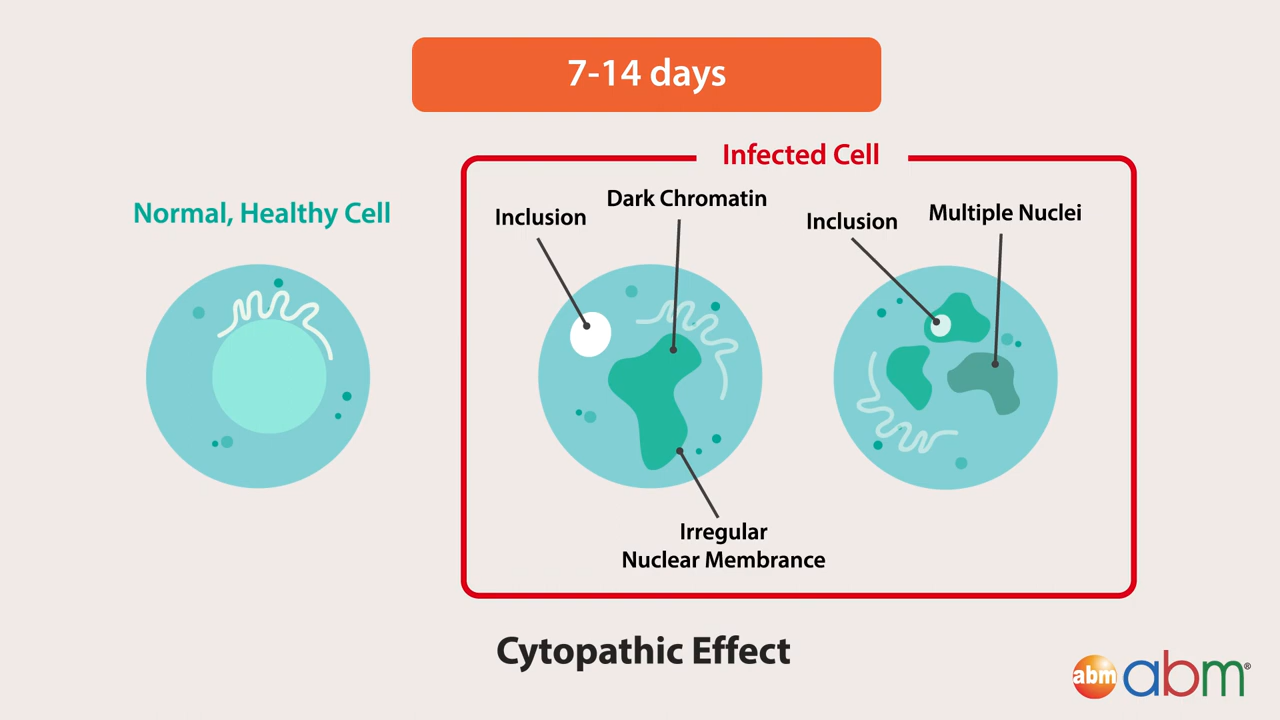 7-14 days
Infected Cell
Normal, Healthy Cell
Inclusion
Dark Chromatin
Inclusion
Multiple Nuclei
Irregular
Nuclear Membrance
Cytopathic Effect
abm abm®